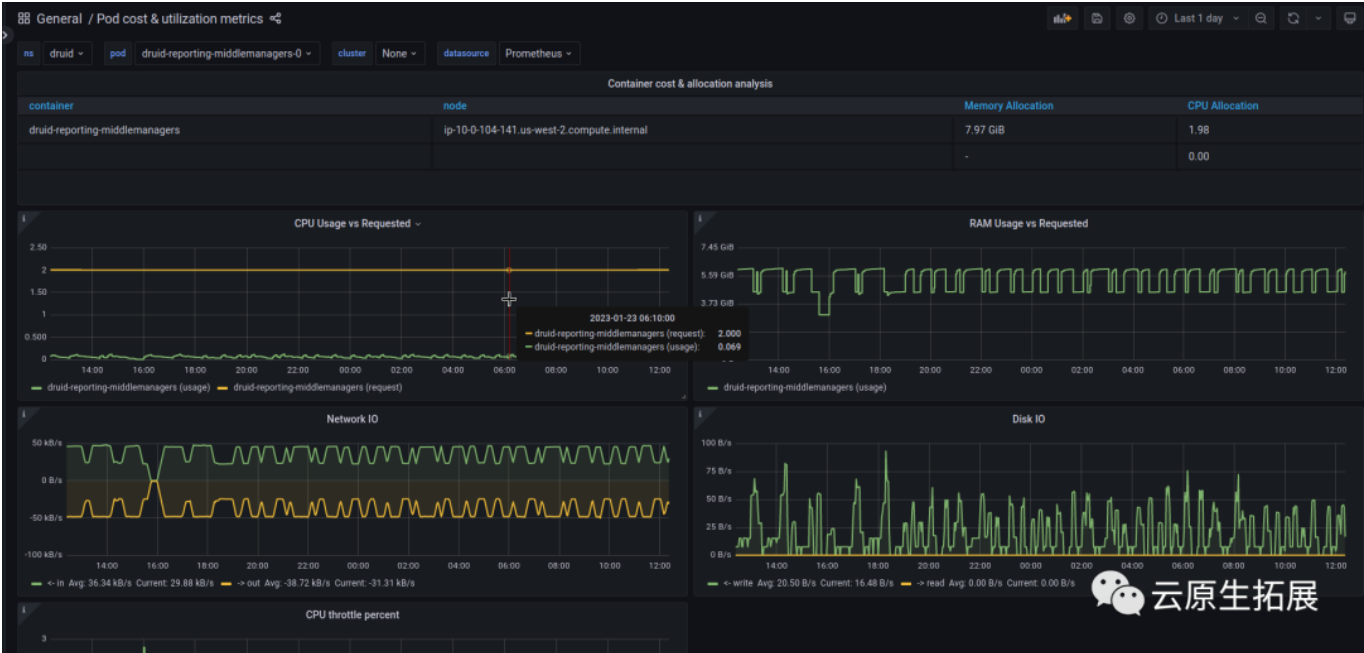 General / Pod cost & utilization metrics
Last 1 day
ns druid pod druid-reporting-middlemanagers-0 cluster None datasource Prometheus
Container cost & allocation analysis
container node Memory Allocation CPU Allocation
druid-reporting-middlemanagers ip-10-0-104-141.us-west-2.compute.internal 7.97 GiB 1.98
- 0.00
CPU Usage vs Requested
2.50
2
1.50
1
0.500
0
14:00 16:00 18:00 20:00 22:00 00:00 02:00 04:00 06:00 08:00 10:00 12:00
druid-reporting-middlemanagers (usage) druid-reporting-middlemanagers (request)
2023-01-23 06:10:00
druid-reporting-middlemanagers (request): 2.000
druid-reporting-middlemanagers (usage): 0.069
RAM Usage vs Requested
7.45 GiB
5.59 GiB
3.73 GiB
14:00 16:00 18:00 20:00 22:00 00:00 02:00 04:00 06:00 08:00 10:00 12:00
druid-reporting-middlemanagers (usage)
Network IO
50 kB/s
0 B/s
-50 kB/s
-100 kB/s
14:00 16:00 18:00 20:00 22:00 00:00 02:00 04:00 06:00 08:00 10:00 12:00
<- in Avg: 36.34 kB/s Current: 29.88 kB/s -> out Avg: -38.72 kB/s Current: -31.31 kB/s
Disk IO
100 B/s
75 B/s
50 B/s
25 B/s
0 B/s
14:00 16:00 18:00 20:00 22:00 00:00 02:00 04:00 06:00 08:00 10:00 12:00
<- write Avg: 20.50 B/s Current: 16.48 B/s -> read Avg: 0.00 B/s Current: 0.00 B/s
云原生拓展
CPU throttle percent
3